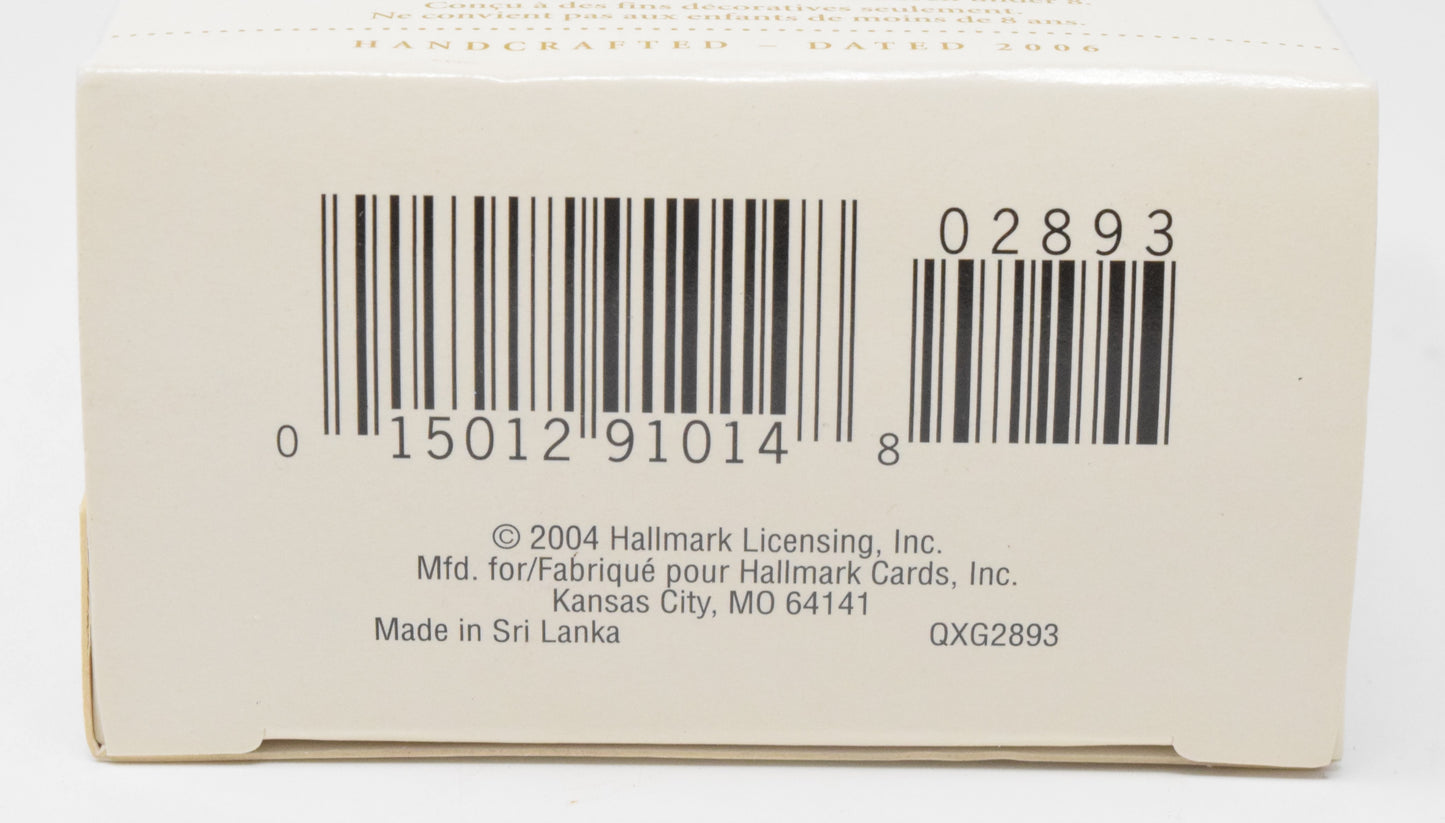 under 8.
Conçu à des fins décoratives seulement.
Ne convient pas aux enfants de moins de 8 ans.
HANDCRAFTED – DATED 2006
02893
0 15012 91014 8
© 2004 Hallmark Licensing, Inc.
Mfd. for/Fabriqué pour Hallmark Cards, Inc.
Kansas City, MO 64141
Made in Sri Lanka QXG2893